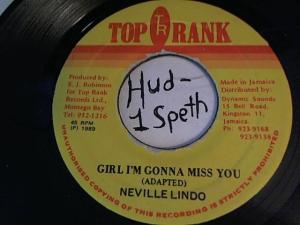 TOP RANK
TR
Produced by:
E. J. Robinson
for Top Rank
Records Ltd.,
Montego Bay
Tel: 952-1216
45 RPM
(P) 1989
Hud-
1 Speth
Made in Jamaica
Distributed by:
Dynamic Sounds
15 Bell Road,
Kingston 11,
Jamaica.
PH: 923-9168
923-9138
GIRL I'M GONNA MISS YOU
(ADAPTED)
NEVILLE LINDO
UNAUTHORISED COPYING OF THIS RECORDING IS STRICTLY PROHIBITED